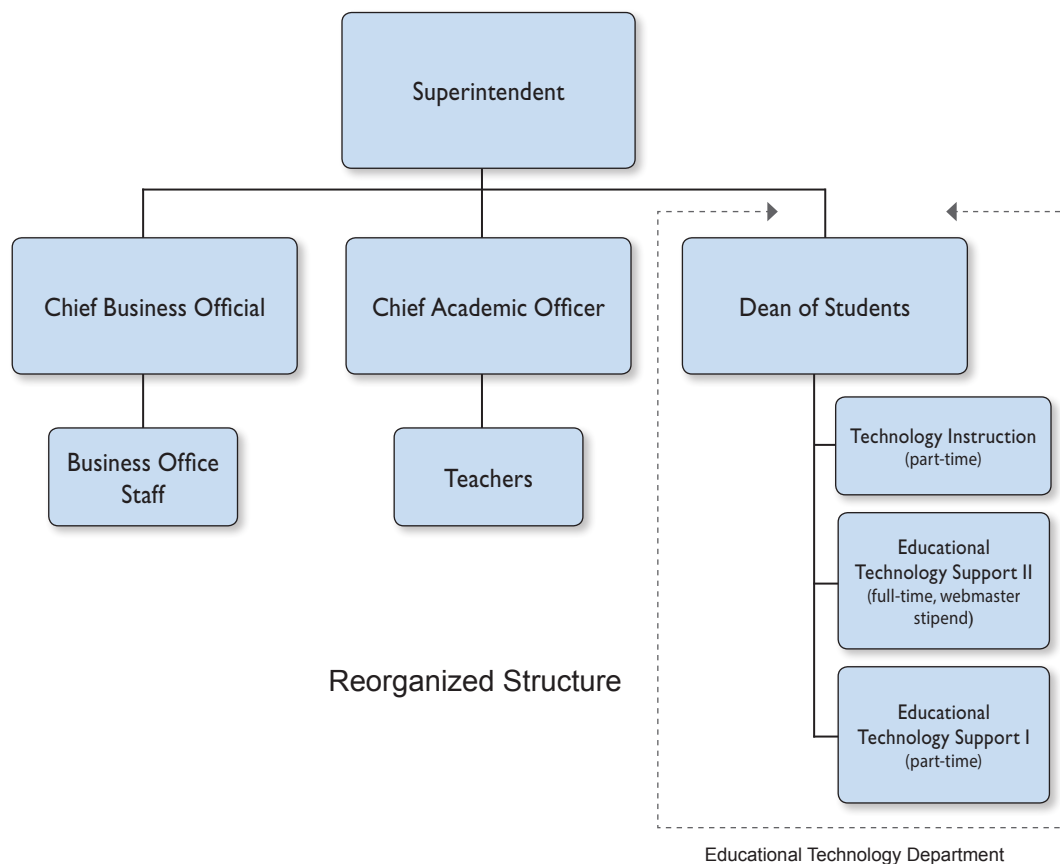 Superintendent
Chief Business Official
Chief Academic Officer
Dean of Students
Business Office
Staff
Teachers
Technology Instruction
(part-time)
Educational
Technology Support II
(full-time, webmaster
stipend)
Educational
Technology Support I
(part-time)
Reorganized Structure
Educational Technology Department